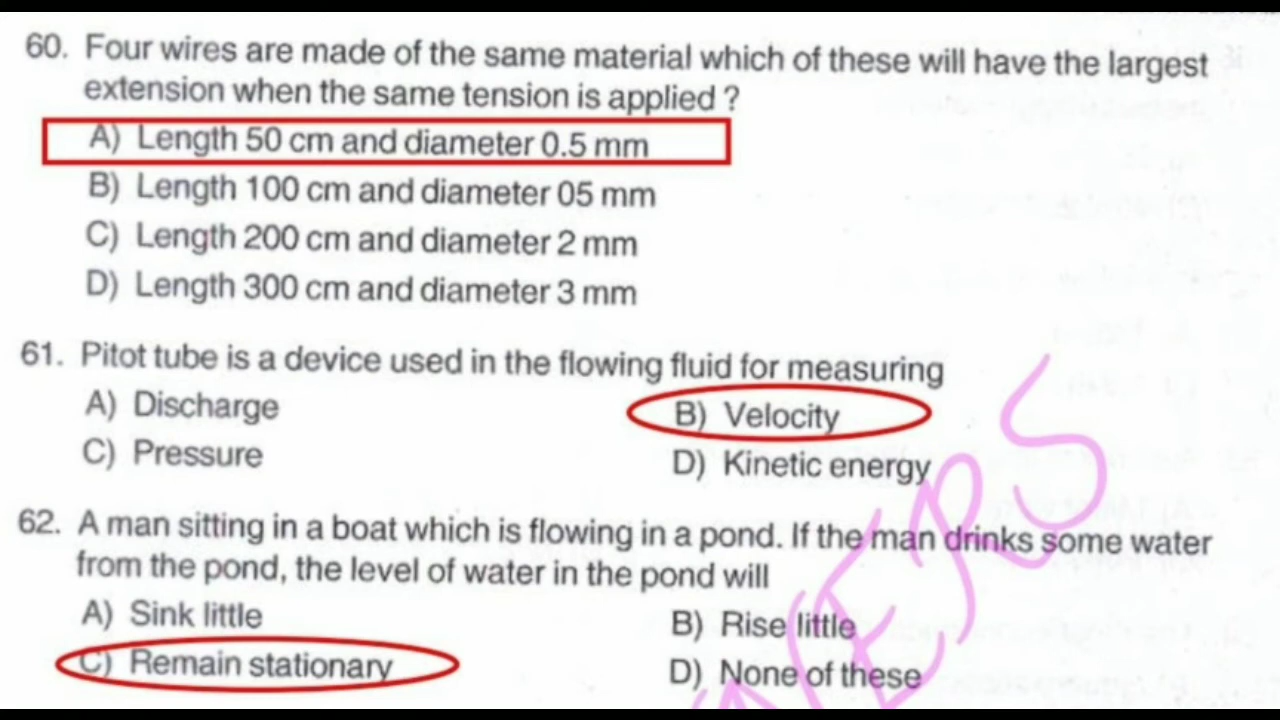 60. Four wires are made of the same material which of these will have the largest
extension when the same tension is applied ?
A) Length 50 cm and diameter 0.5 mm
B) Length 100 cm and diameter 05 mm
C) Length 200 cm and diameter 2 mm
D) Length 300 cm and diameter 3 mm
61. Pitot tube is a device used in the flowing fluid for measuring
A) Discharge B) Velocity
C) Pressure D) Kinetic energy
62. A man sitting in a boat which is flowing in a pond. If the man drinks some water
from the pond, the level of water in the pond will
A) Sink little B) Rise little
C) Remain stationary D) None of these